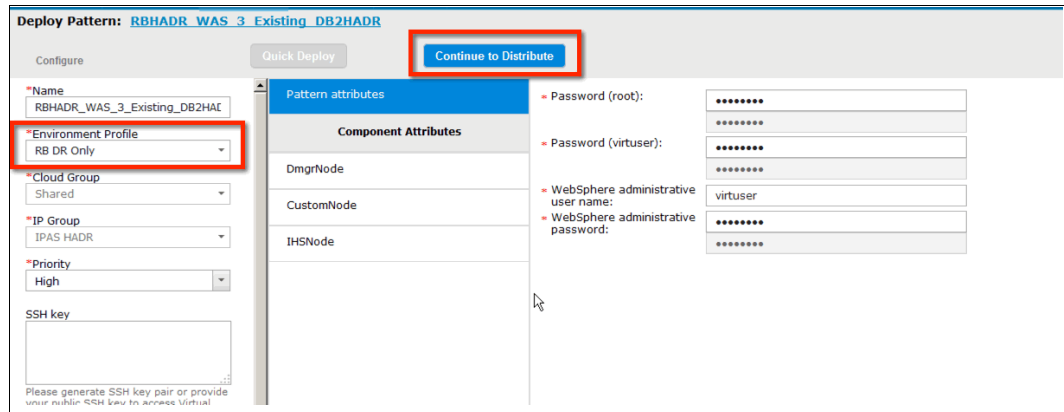 Deploy Pattern: RBHADR_WAS_3_Existing_DB2HADR
Configure
Quick Deploy
Continue to Distribute
*Name
RBHADR_WAS_3_Existing_DB2HAD
*Environment Profile
RB DR Only
*Cloud Group
Shared
*IP Group
IPAS HADR
*Priority
High
SSH key
Please generate SSH key pair or provide
your public SSH key to access Virtual
Pattern attributes
Component Attributes
DmgrNode
CustomNode
IHSNode
* Password (root):
●●●●●●●●
●●●●●●●●
* Password (virtuser):
●●●●●●●●
●●●●●●●●
* WebSphere administrative
user name:
virtuser
* WebSphere administrative
password:
●●●●●●●●
●●●●●●●●